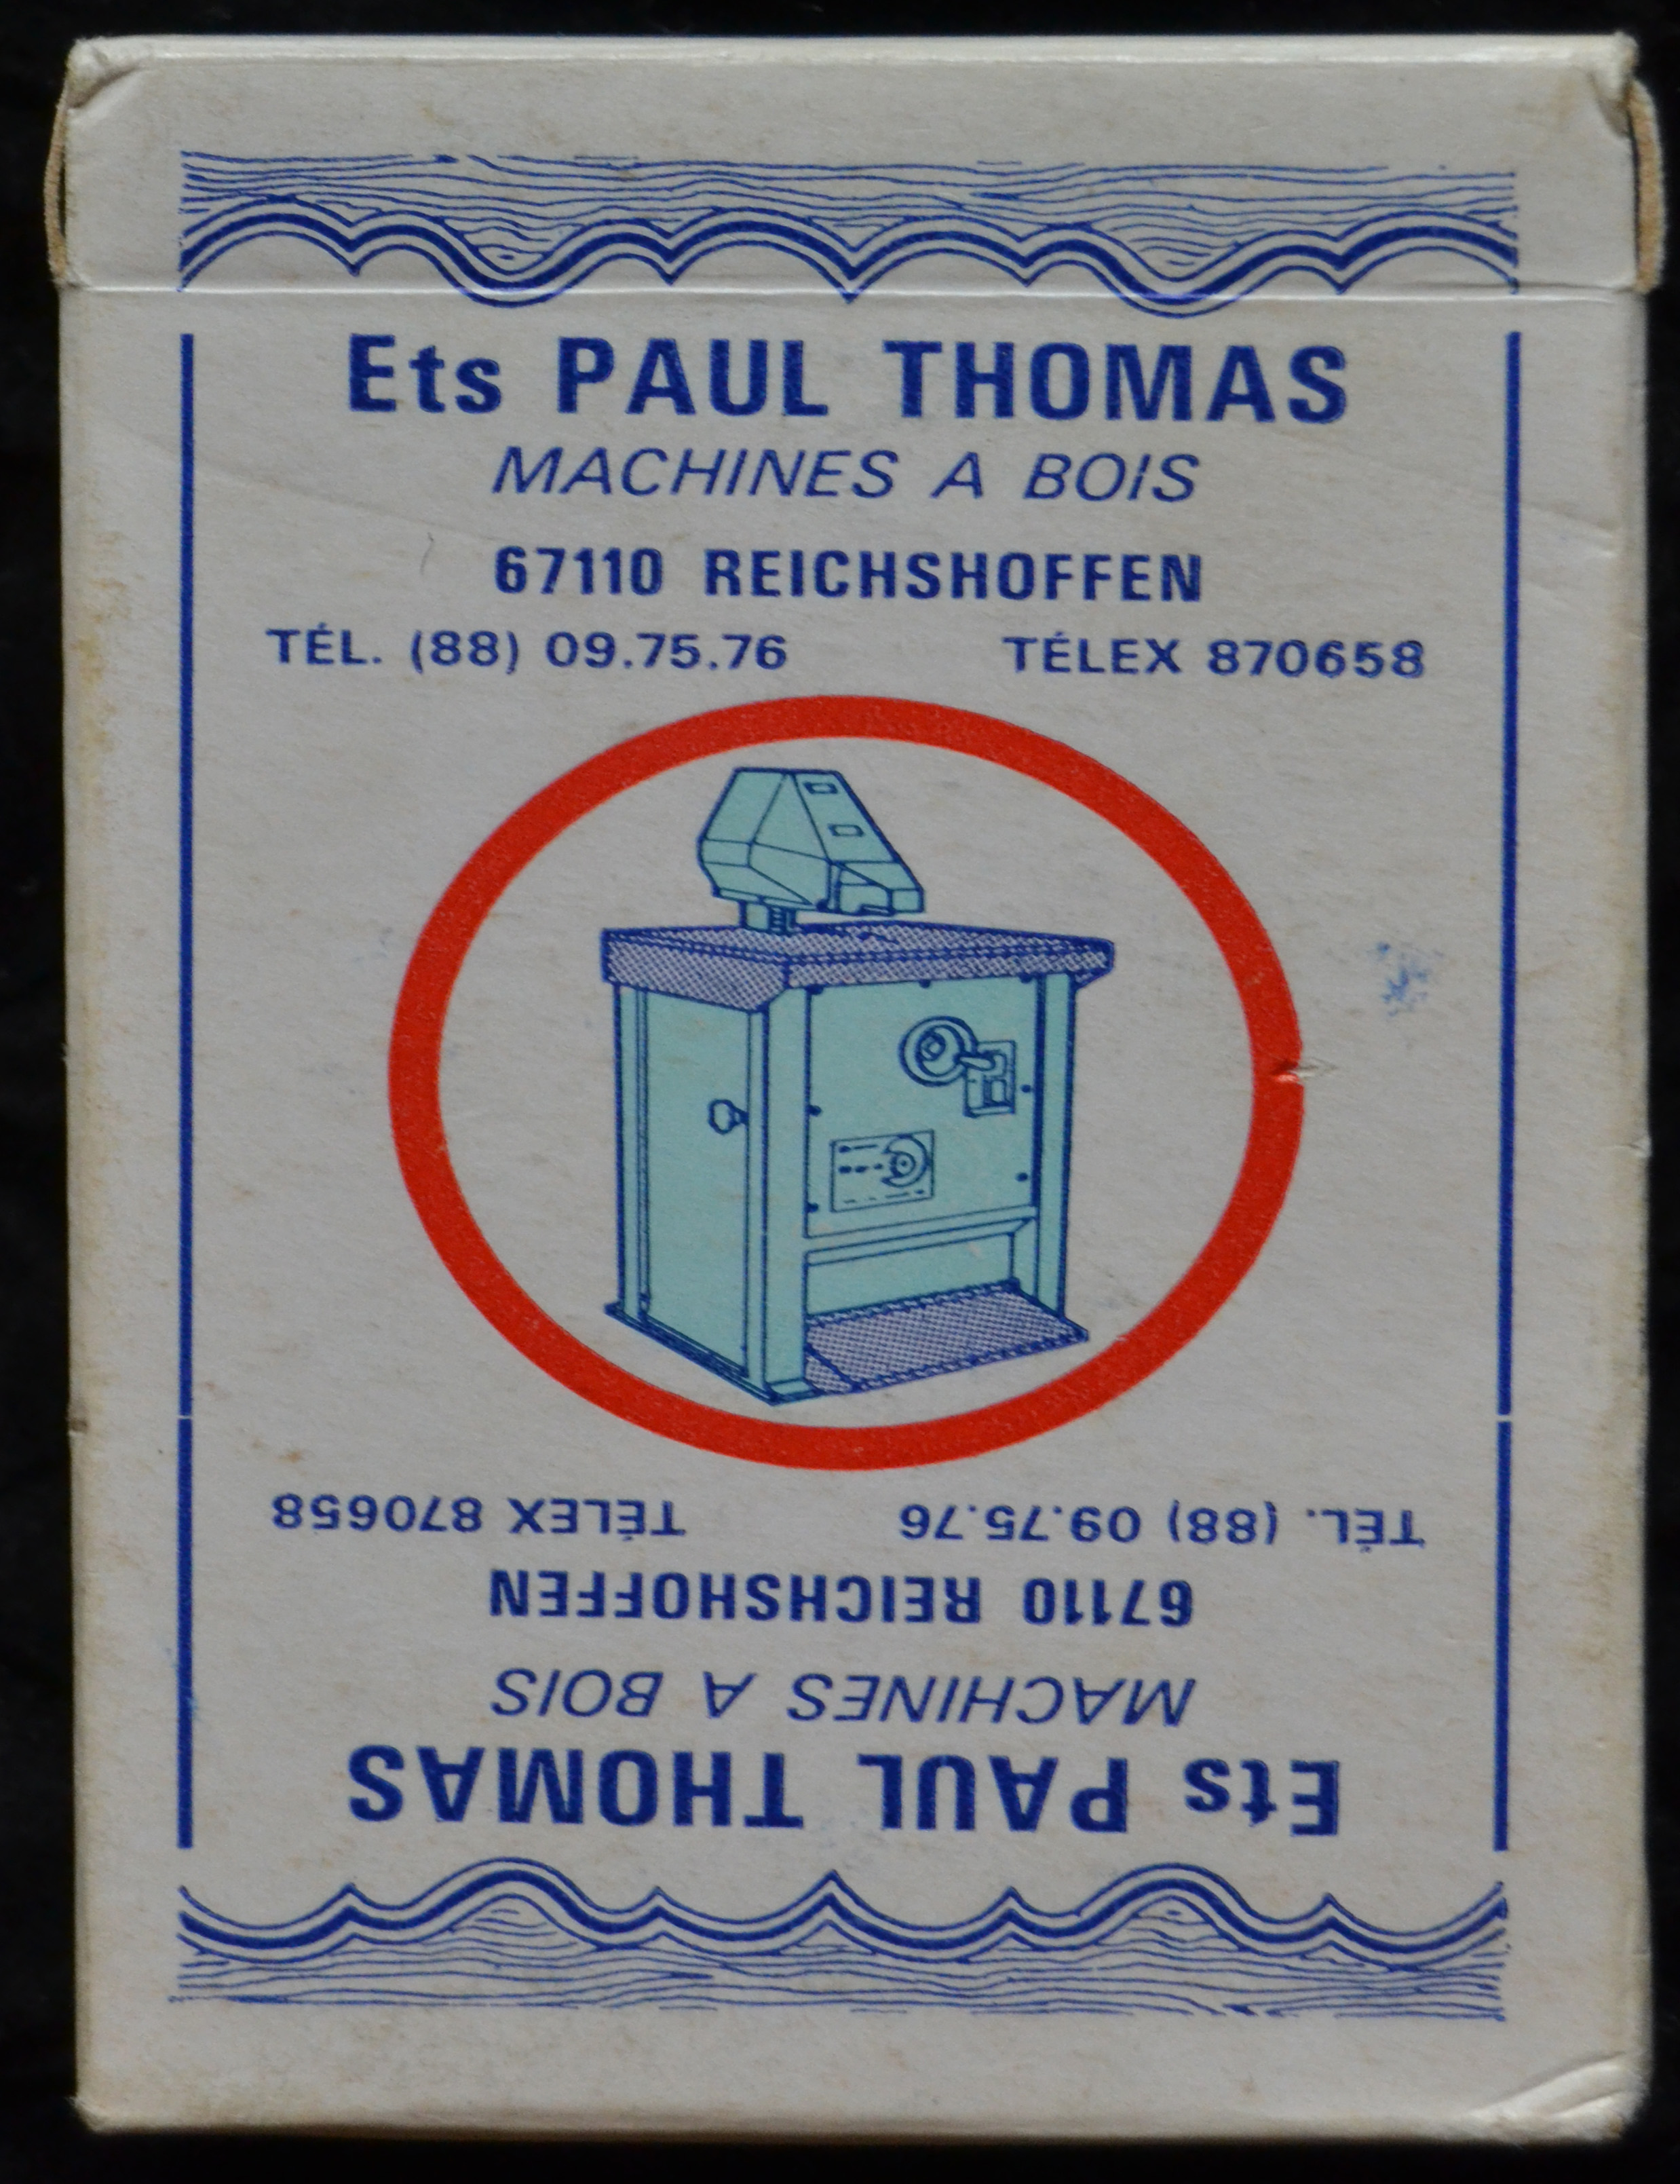 Ets PAUL THOMAS
MACHINES A BOIS
67110 REICHSHOFFEN
TÉL. (88) 09.75.76 TÉLEX 870658
TÉL. (88) 09.75.76 TÉLEX 870658
67110 REICHSHOFFEN
MACHINES A BOIS
Ets PAUL THOMAS